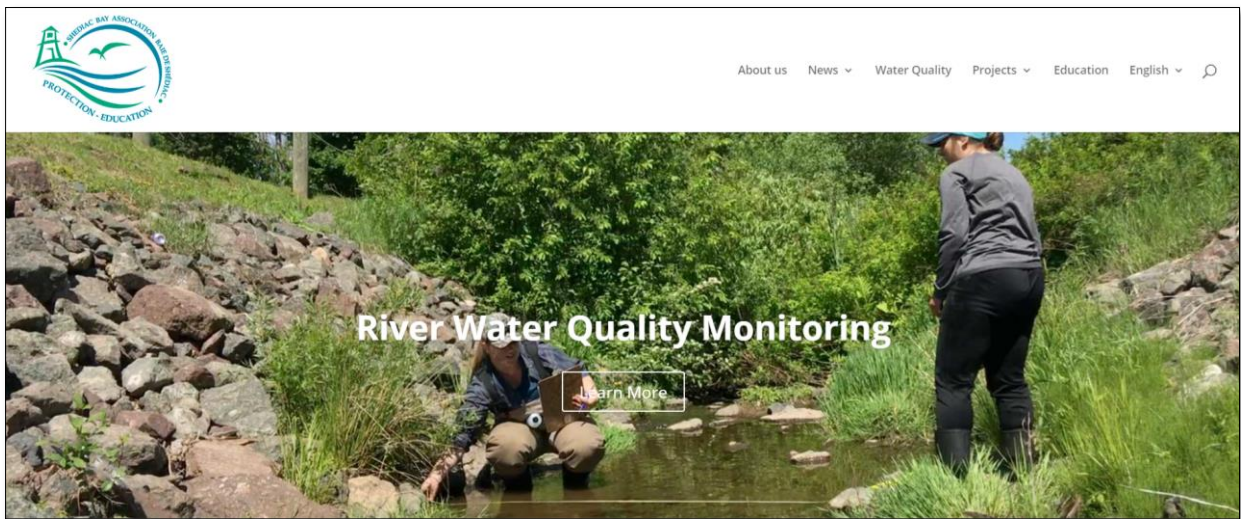 SHEDIAC BAY ASSOCIATION BAIE DE SHEDIAC
PROTECTION - EDUCATION
About us News Water Quality Projects Education English
River Water Quality Monitoring
Learn More